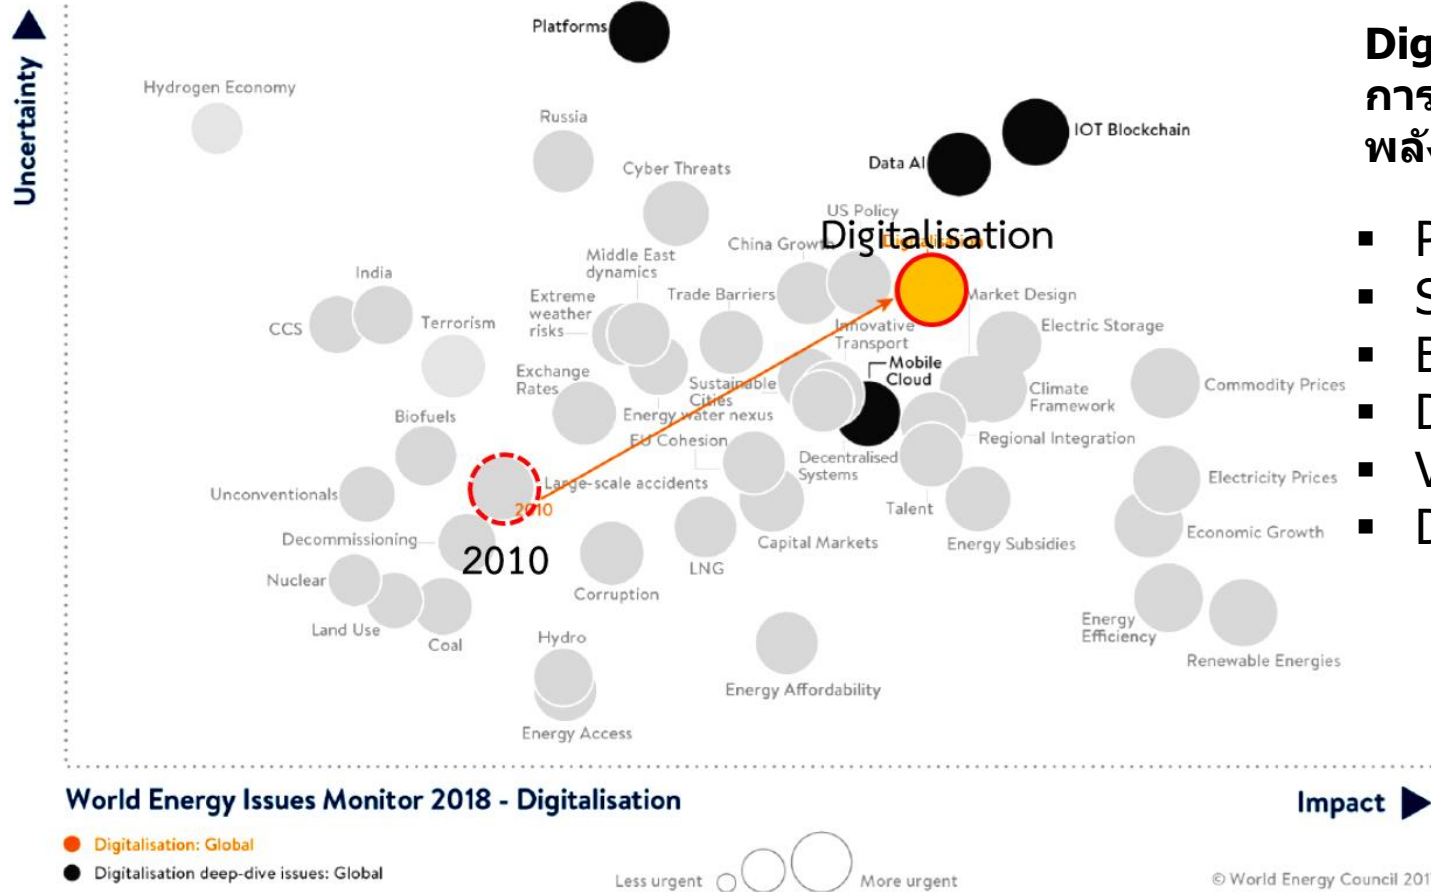 Uncertainty
Platforms
Hydrogen Economy
Russia
IOT Blockchain
Data AI
Cyber Threats
US Policy
Digitalisation
China Growth
Middle East
dynamics
India
Extreme
weather
risks
Trade Barriers
Market Design
CCS
Terrorism
Innovative
Transport
Electric Storage
Mobile
Cloud
Exchange
Rates
Sustainable
Cities
Climate
Framework
Commodity Prices
Biofuels
Energy water nexus
EU Cohesion
Regional Integration
Decentralised
Systems
Large-scale accidents
Electricity Prices
Unconventionals
2010
2010
Talent
Decommissioning
Capital Markets
Energy Subsidies
Economic Growth
LNG
Nuclear
Corruption
Land Use
Coal
Hydro
Energy
Efficiency
Renewable Energies
Energy Affordability
Energy Access
World Energy Issues Monitor 2018 - Digitalisation
Impact
Digitalisation: Global
Digitalisation deep-dive issues: Global
Less urgent
More urgent
© World Energy Council 201
Dig
การ
▪ P
▪ S
▪ E
▪ D
▪ V
▪ D